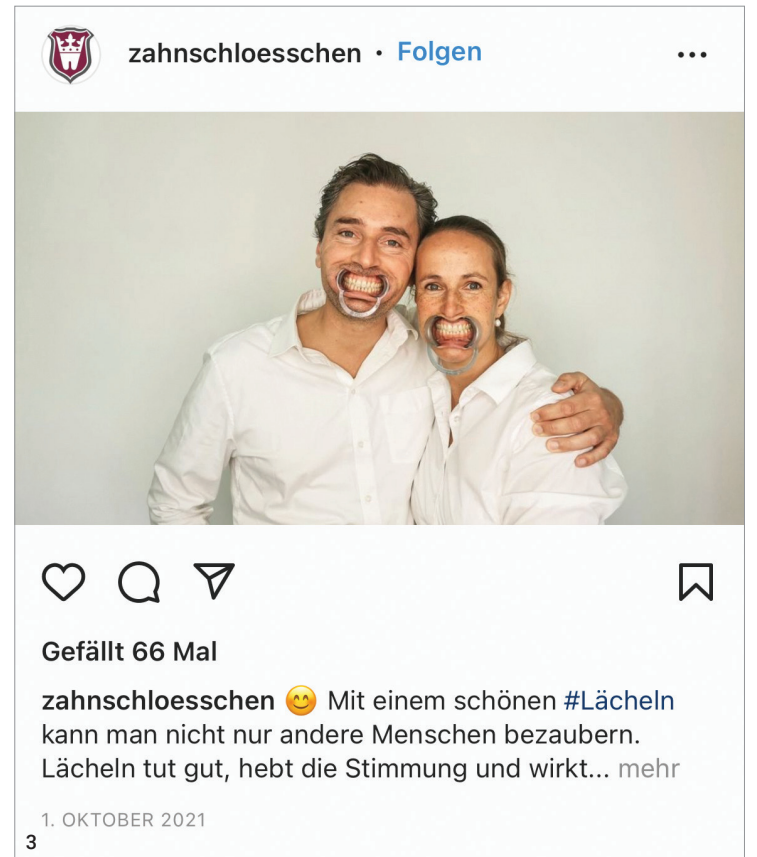 zahnschloesschen · Folgen
Gefällt 66 Mal
zahnschloesschen 😊 Mit einem schönen #Lächeln
kann man nicht nur andere Menschen bezaubern.
Lächeln tut gut, hebt die Stimmung und wirkt... mehr
1. OKTOBER 2021
3